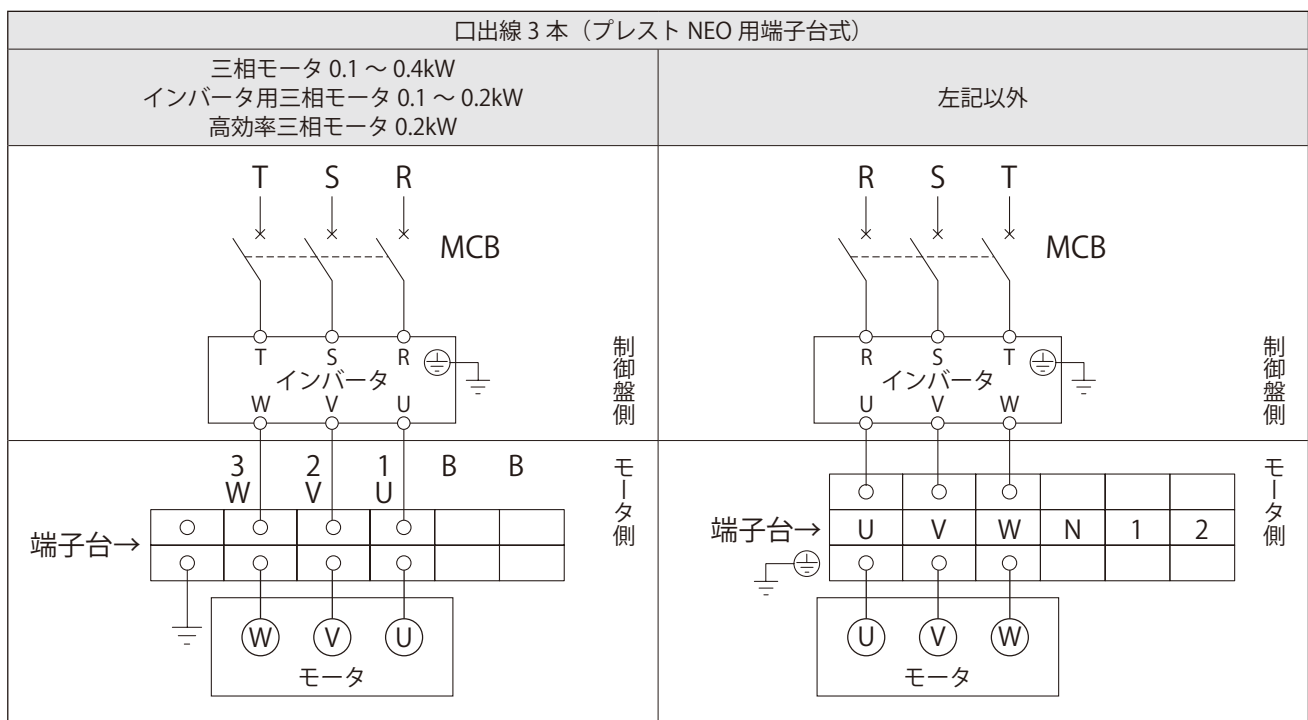 口出線 3 本（プレスト NEO 用端子台式）
三相モータ 0.1 ～ 0.4kW
インバータ用三相モータ 0.1 ～ 0.2kW
高効率三相モータ 0.2kW
左記以外
T S R
MCB
T S R
インバータ
W V U
制御盤側
3 2 1 B B
W V U
端子台→
W V U
モータ
モータ側
R S T
MCB
R S T
インバータ
U V W
制御盤側
端子台→ U V W N 1 2
U V W
モータ
モータ側